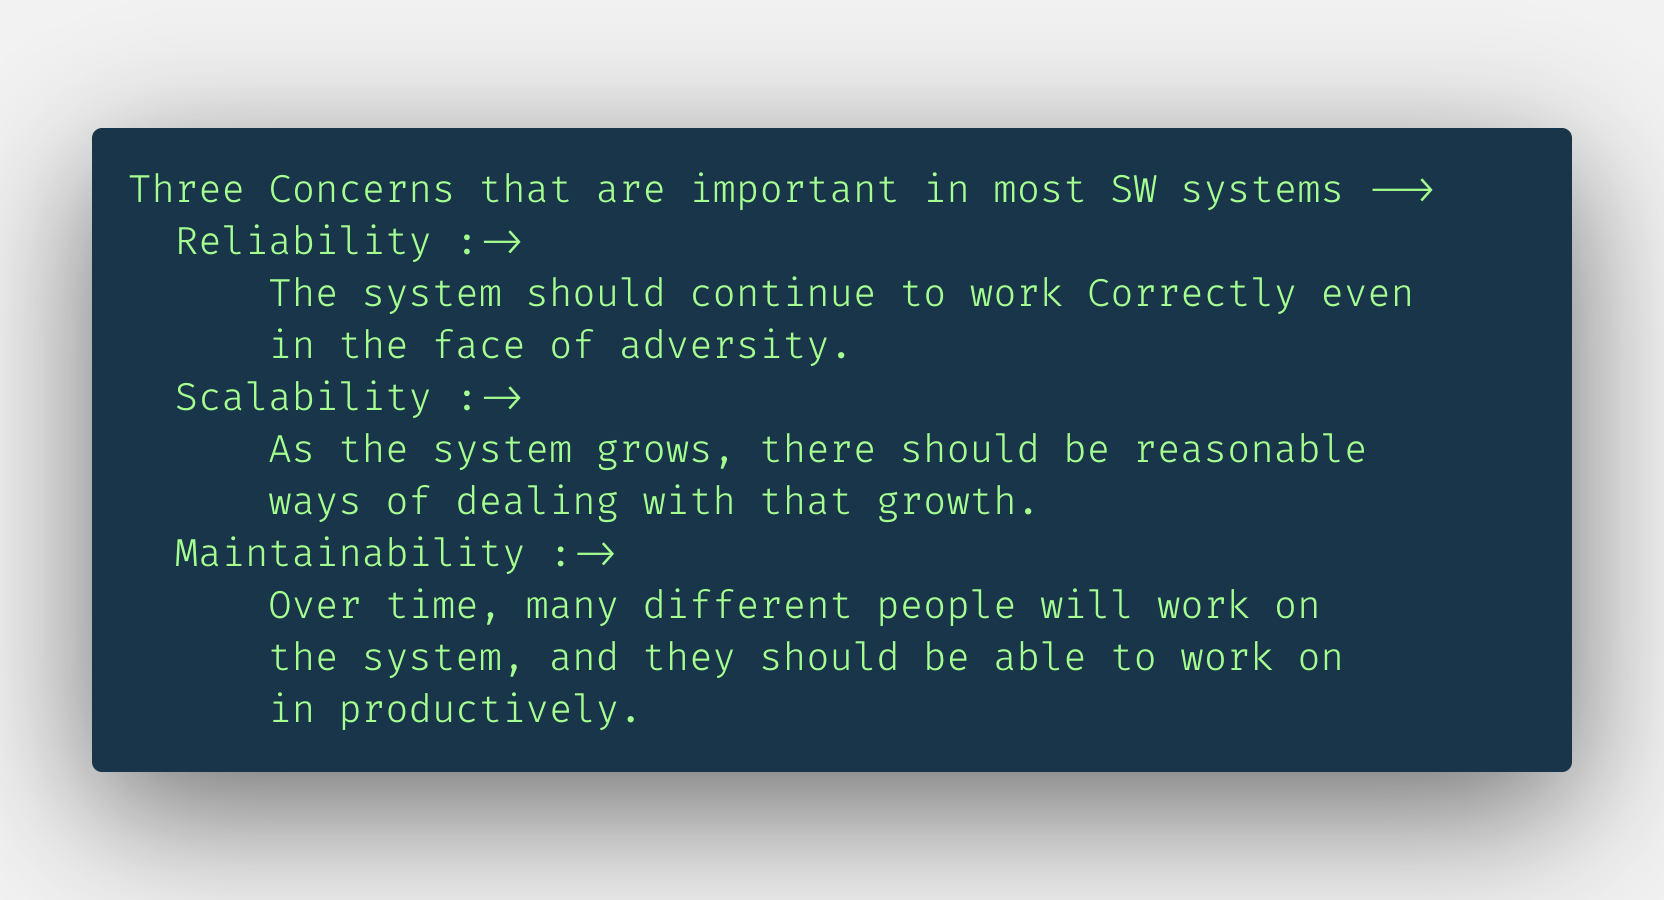 Three Concerns that are important in most SW systems -->
Reliability :->
The system should continue to work Correctly even
in the face of adversity.
Scalability :->
As the system grows, there should be reasonable
ways of dealing with that growth.
Maintainability :->
Over time, many different people will work on
the system, and they should be able to work on
in productively.